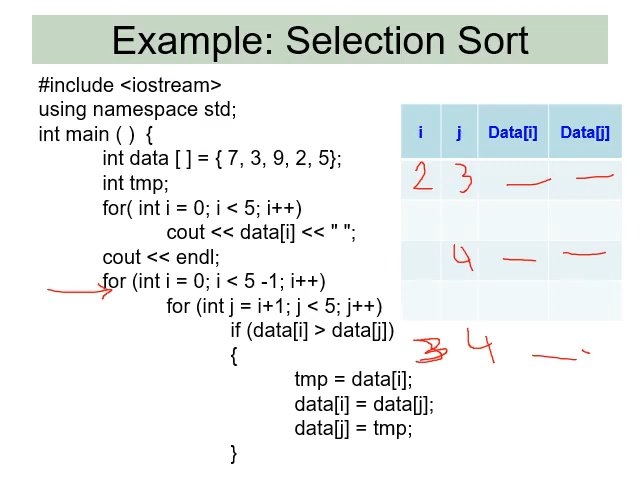 Example: Selection Sort
#include <iostream>
using namespace std;
int main ( )  {
int data [ ] = { 7, 3, 9, 2, 5};
int tmp;
for( int i = 0; i < 5; i++)
cout << data[i] << " ";
cout << endl;
for (int i = 0; i < 5 -1; i++)
for (int j = i+1; j < 5; j++)
if (data[i] > data[j])
{
tmp = data[i];
data[i] = data[j];
data[j] = tmp;
}
i j Data[i] Data[j]
2 3 — —
4 — —
3 4 —